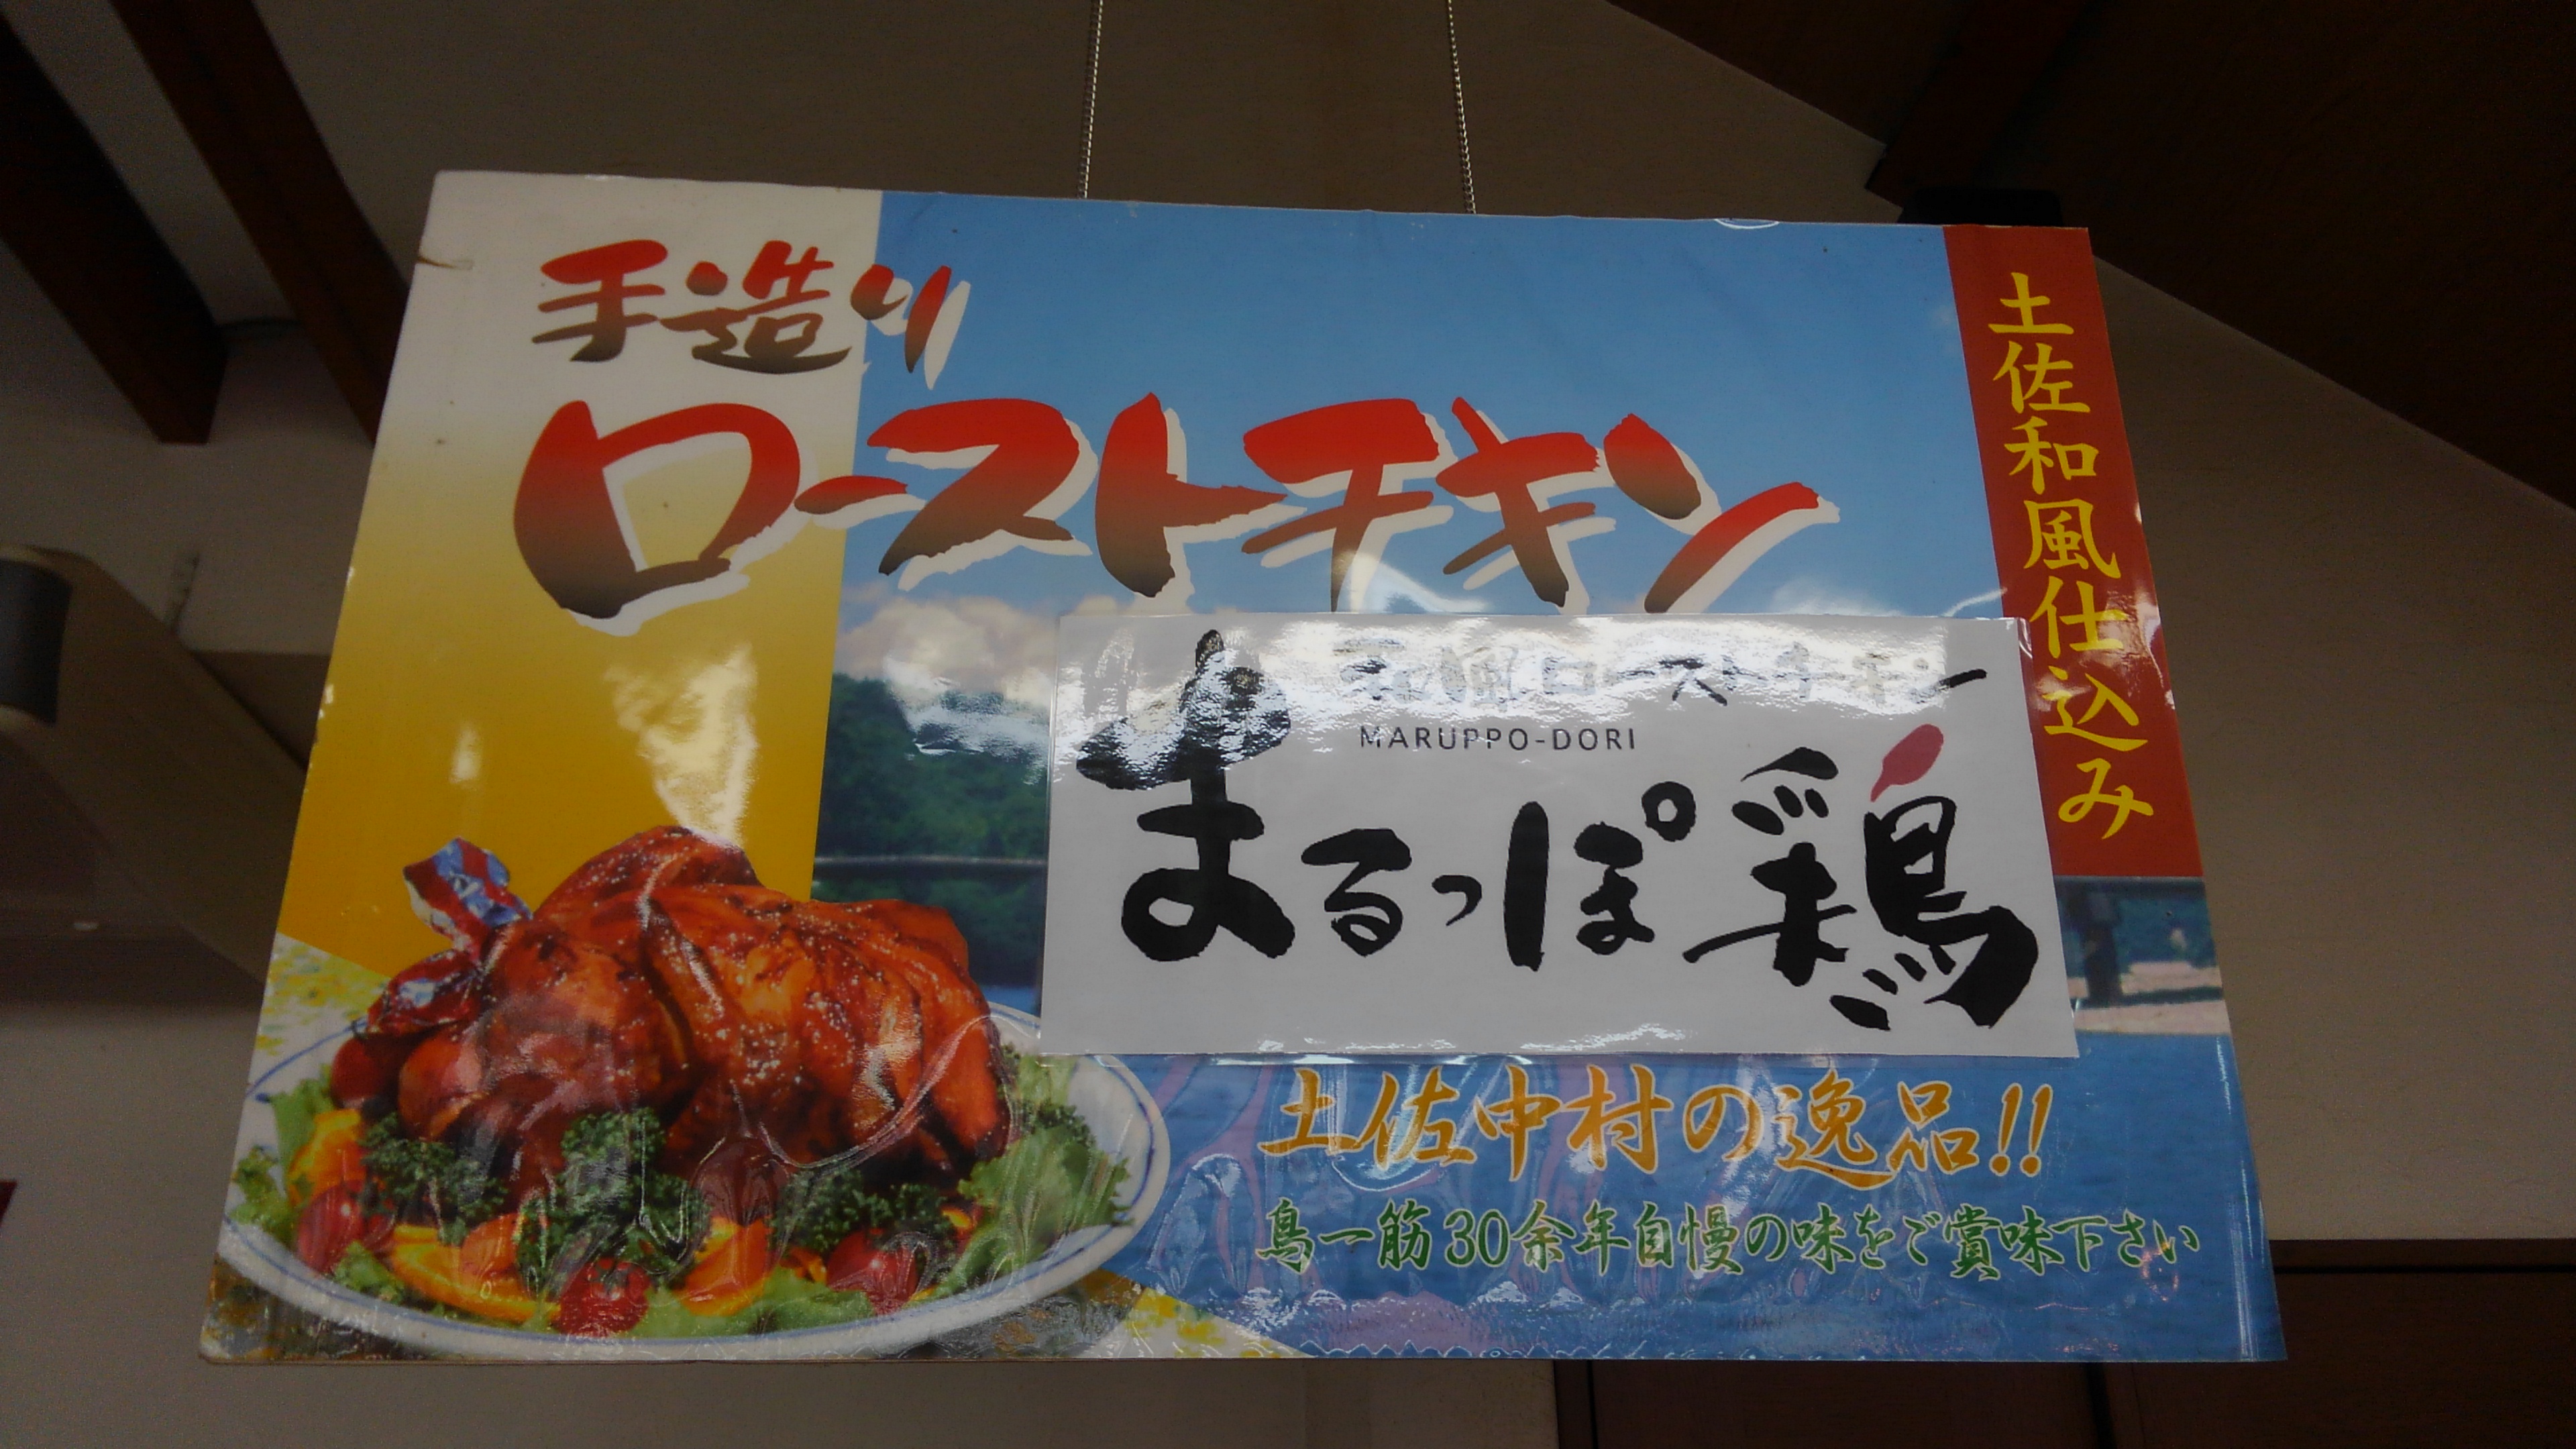 手造り
ローストチキン
土佐和風仕込み
和風ローストチキン
MARUPPO-DORI
まるっぽ鶏
土佐中村の逸品!!
鳥一筋30余年自慢の味をご賞味下さい